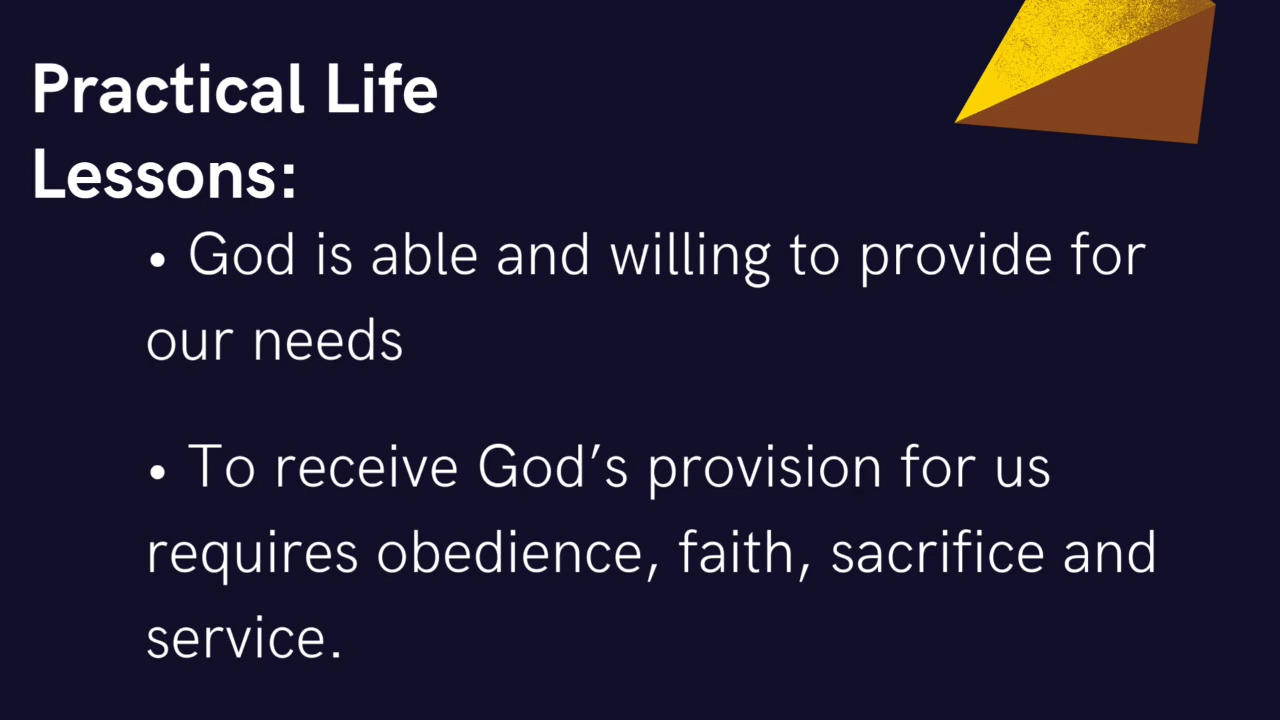 Practical Life
Lessons:
• God is able and willing to provide for
our needs
• To receive God’s provision for us
requires obedience, faith, sacrifice and
service.